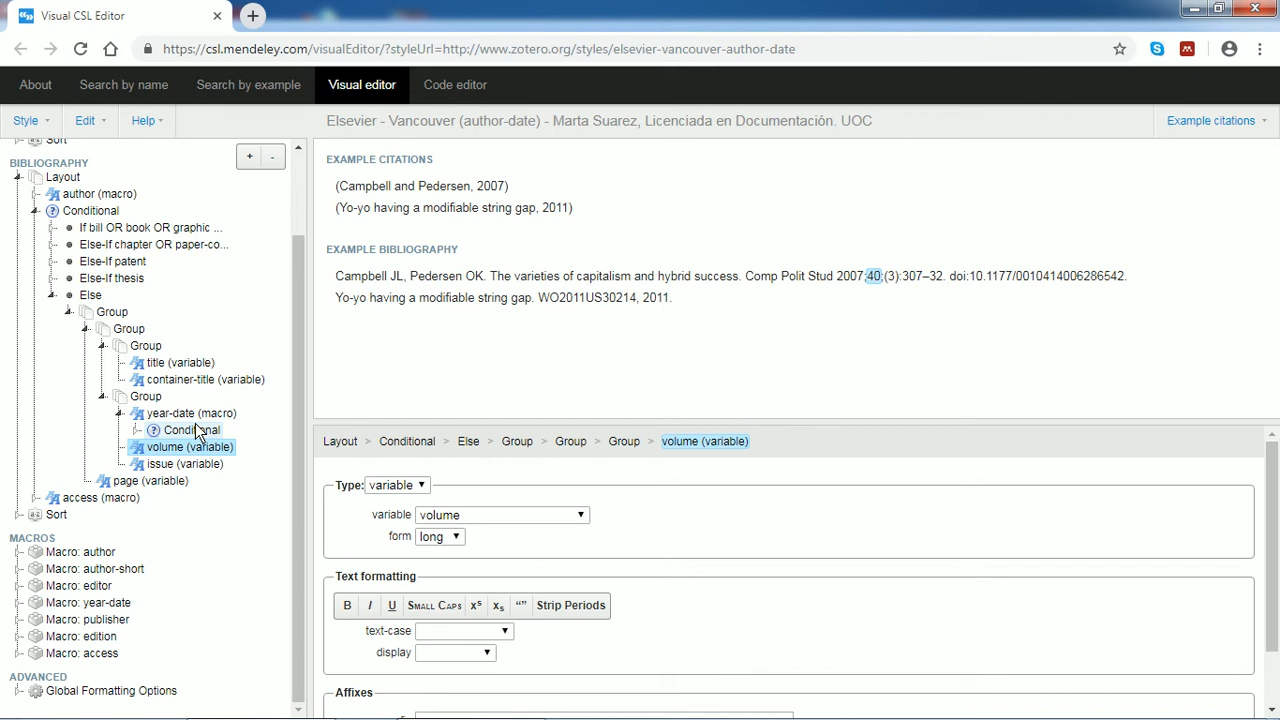 Visual CSL Editor
https://csl.mendeley.com/visualEditor/?styleUrl=http://www.zotero.org/styles/elsevier-vancouver-author-date
About Search by name Search by example Visual editor Code editor
Style Edit Help Elsevier - Vancouver (author-date) - Marta Suarez, Licenciada en Documentación. UOC Example citations
Sort
BIBLIOGRAPHY
+ -
Layout
author (macro)
Conditional
If bill OR book OR graphic ...
Else-If chapter OR paper-co...
Else-If patent
Else-If thesis
Else
Group
Group
Group
title (variable)
container-title (variable)
Group
year-date (macro)
Conditional
volume (variable)
issue (variable)
page (variable)
access (macro)
Sort
MACROS
Macro: author
Macro: author-short
Macro: editor
Macro: year-date
Macro: publisher
Macro: edition
Macro: access
ADVANCED
Global Formatting Options
EXAMPLE CITATIONS
(Campbell and Pedersen, 2007)
(Yo-yo having a modifiable string gap, 2011)
EXAMPLE BIBLIOGRAPHY
Campbell JL, Pedersen OK. The varieties of capitalism and hybrid success. Comp Polit Stud 2007;40;(3):307–32. doi:10.1177/0010414006286542.
Yo-yo having a modifiable string gap. WO2011US30214, 2011.
Layout > Conditional > Else > Group > Group > Group > volume (variable)
Type: variable
variable volume
form long
Text formatting
B I U SMALL CAPS xs xs “” Strip Periods
text-case
display
Affixes